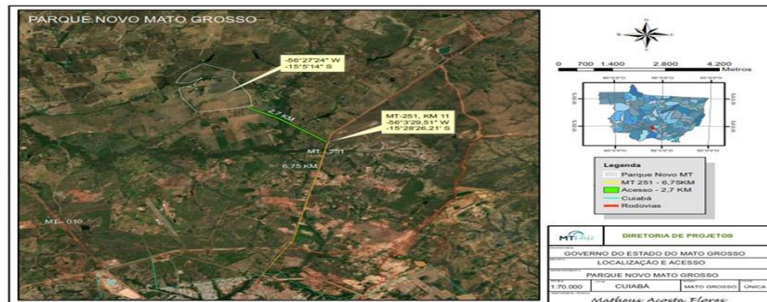 PARQUE NOVO MATO GROSSO
-56°27'24" W
-15°5'14" S
2,7 KM
MT-251, KM 11
-56°3'29,51" W
-15°28'26,21' S
MT - 251
6,75 KM
MT - 010
0 700 1.400 2.800 4.200
Metros
Legenda
Parque Novo MT
MT 251 - 6,75KM
Acesso - 2,7 KM
Cuiabá
Rodovias
MTPAR
DIRETORIA DE PROJETOS
GOVERNO DO ESTADO DO MATO GROSSO
LOCALIZAÇÃO E ACESSO
PARQUE NOVO MATO GROSSO
1:70.000 CUIABÁ MATO GROSSO ÚNICA
Matheus Acosta Flores